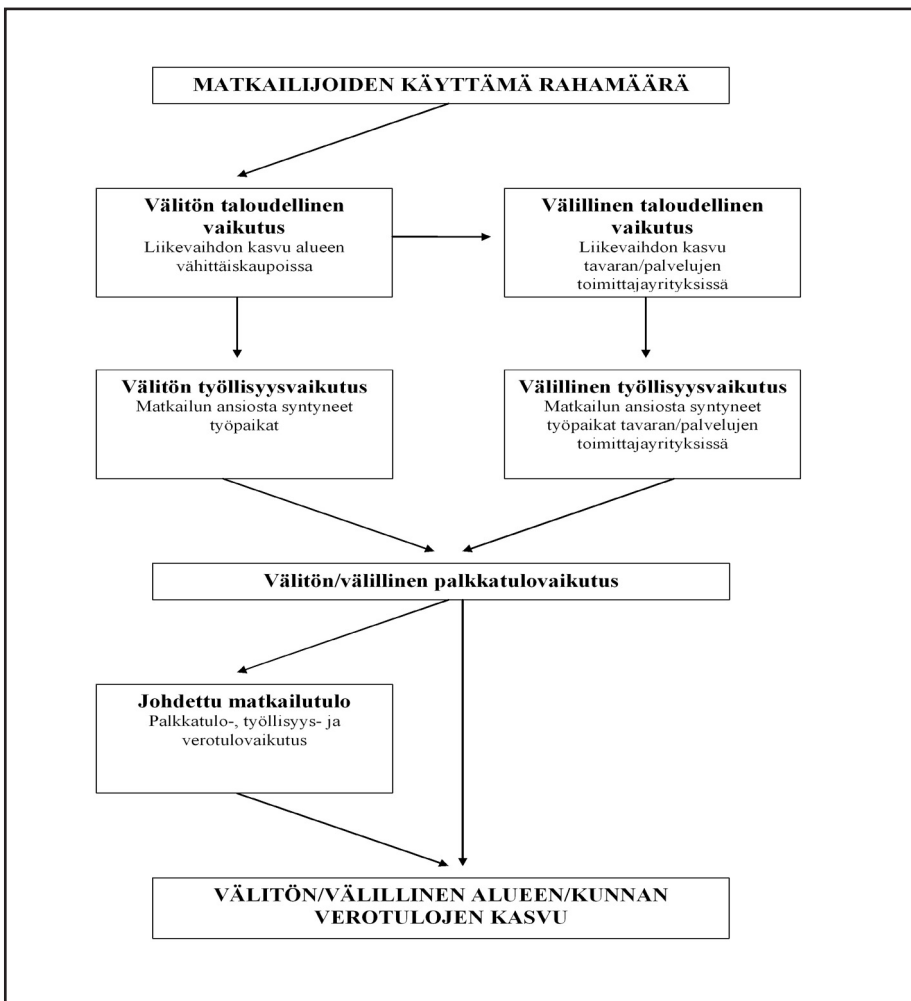 MATKAILIJOIDEN KÄYTTÄMÄ RAHAMÄÄRÄ
Välitön taloudellinen
vaikutus
Liikevaihdon kasvu alueen
vähittäiskaupoissa
Välillinen taloudellinen
vaikutus
Liikevaihdon kasvu
tavaran/palvelujen
toimittajayrityksissä
Välitön työllisyysvaikutus
Matkailun ansiosta syntyneet
työpaikat
Välillinen työllisyysvaikutus
Matkailun ansiosta syntyneet
työpaikat tavaran/palvelujen
toimittajayrityksissä
Välitön/välillinen palkkatulovaikutus
Johdettu matkailutulo
Palkkatulo-, työllisyys- ja
verotulovaikutus
VÄLITÖN/VÄLILLINEN ALUEEN/KUNNAN
VEROTULOJEN KASVU